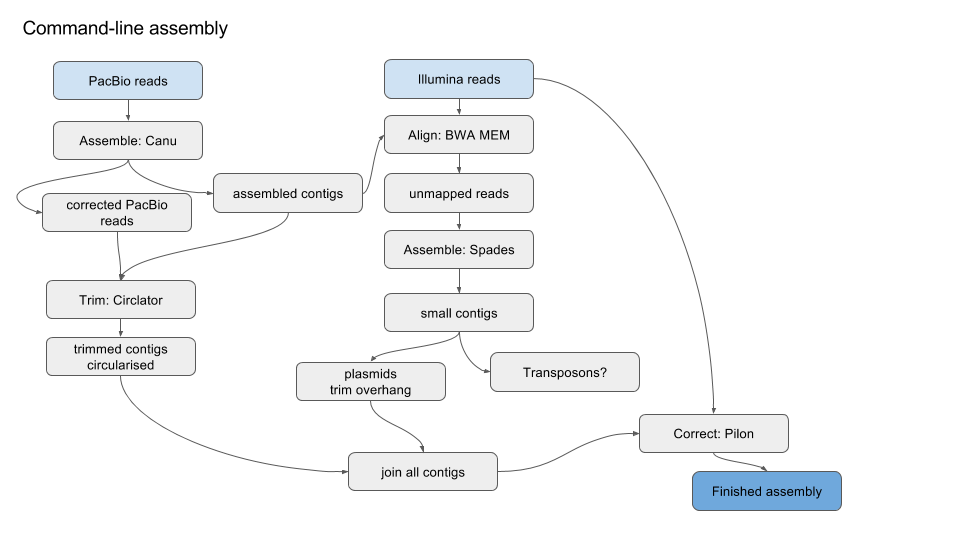 Command-line assembly
PacBio reads
Illumina reads
Assemble: Canu
Align: BWA MEM
assembled contigs
unmapped reads
corrected PacBio
reads
Assemble: Spades
Trim: Circlator
small contigs
trimmed contigs
circularised
plasmids
trim overhang
Transposons?
Correct: Pilon
join all contigs
Finished assembly